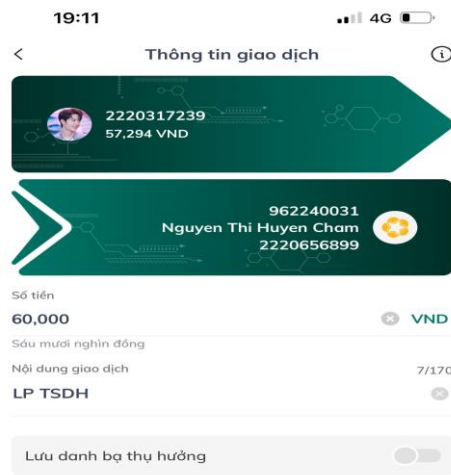 19:11
4G
Thông tin giao dịch
2220317239
57,294 VND
962240031
Nguyen Thi Huyen Cham
2220656899
Số tiền
60,000
VND
Sáu mươi nghìn đồng
Nội dung giao dịch
7/170
LP TSDH
Lưu danh bạ thụ hưởng